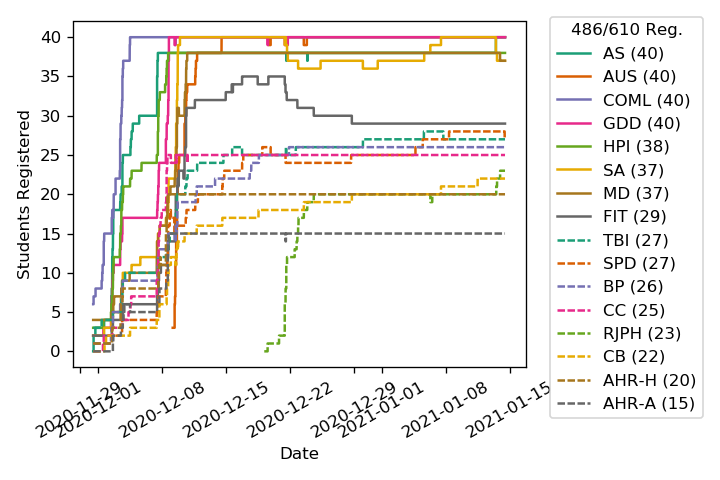 486/610 Reg.
AS (40)
AUS (40)
COML (40)
GDD (40)
HPI (38)
SA (37)
MD (37)
FIT (29)
TBI (27)
SPD (27)
BP (26)
CC (25)
RJPH (23)
CB (22)
AHR-H (20)
AHR-A (15)
Students Registered
40
35
30
25
20
15
10
5
0
2020-11-29
2020-12-01
2020-12-08
2020-12-15
2020-12-22
2020-12-29
2021-01-01
2021-01-08
2021-01-15
Date